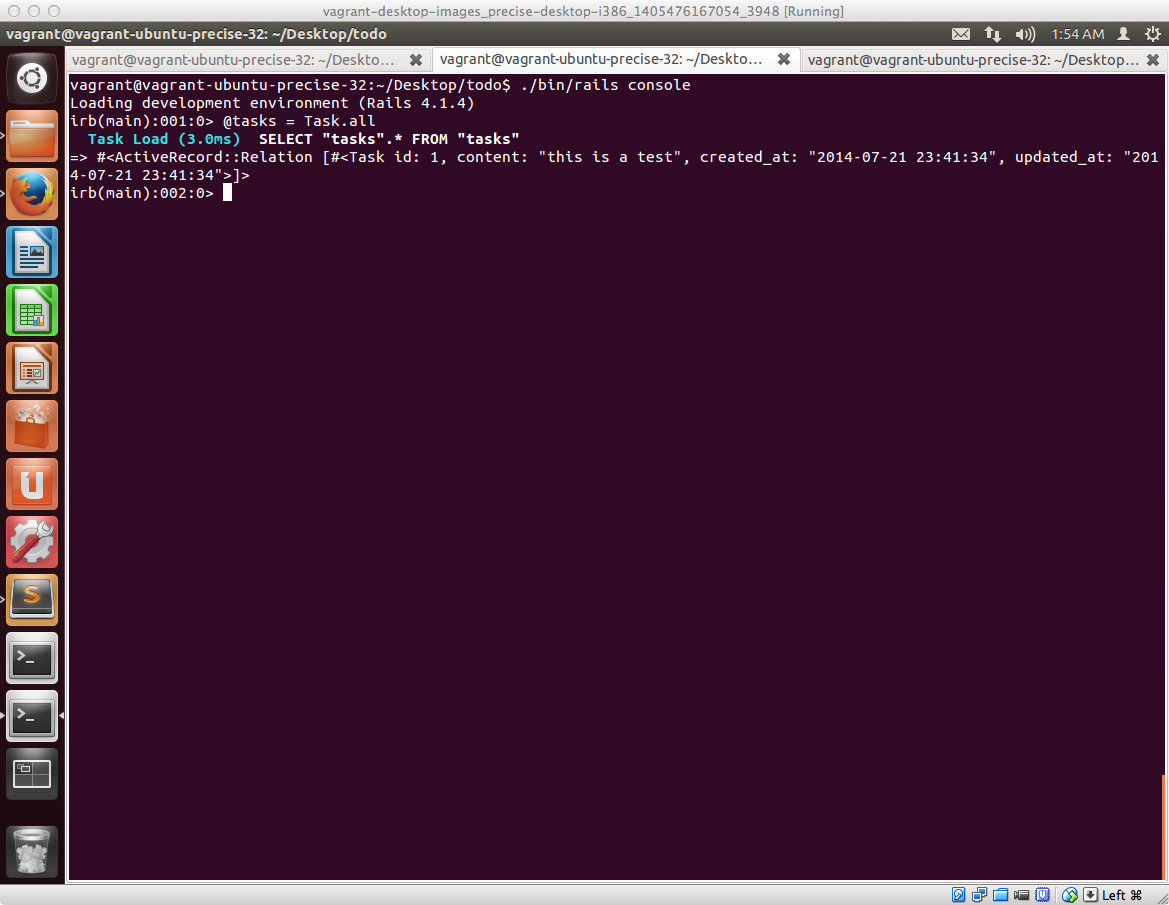 vagrant-desktop-images_precise-desktop-i386_1405476167054_3948 [Running]
vagrant@vagrant-ubuntu-precise-32: ~/Desktop/todo
1:54 AM
vagrant@vagrant-ubuntu-precise-32: ~/Deskto...
vagrant@vagrant-ubuntu-precise-32: ~/Deskto...
vagrant@vagrant-ubuntu-precise-32: ~/Desktop...
vagrant@vagrant-ubuntu-precise-32:~/Desktop/todo$ ./bin/rails console
Loading development environment (Rails 4.1.4)
irb(main):001:0> @tasks = Task.all
Task Load (3.0ms)  SELECT "tasks".* FROM "tasks"
=> #<ActiveRecord::Relation [#<Task id: 1, content: "this is a test", created_at: "2014-07-21 23:41:34", updated_at: "201
4-07-21 23:41:34">]>
irb(main):002:0>
Left ⌘